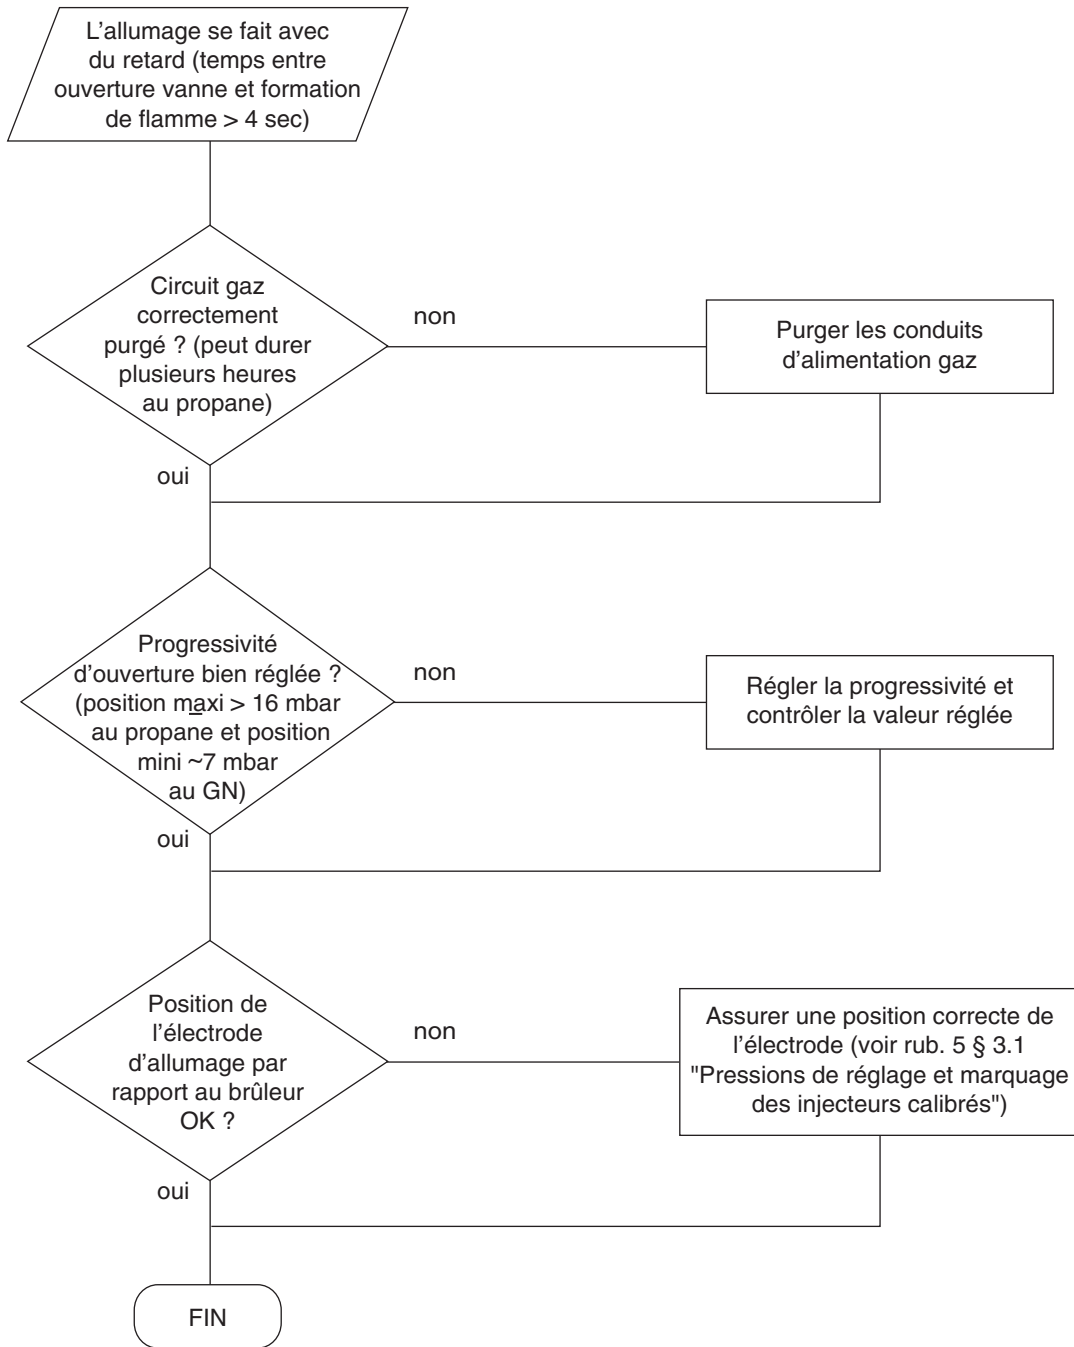 L'allumage se fait avec
du retard (temps entre
ouverture vanne et formation
de flamme > 4 sec)
Circuit gaz
correctement
purgé ? (peut durer
plusieurs heures
au propane)
non
Purger les conduits
d'alimentation gaz
oui
Progressivité
d'ouverture bien réglée ?
(position maxi > 16 mbar
au propane et position
mini ~7 mbar
au GN)
non
Régler la progressivité et
contrôler la valeur réglée
oui
Position de
l'électrode
d'allumage par
rapport au brûleur
OK ?
non
Assurer une position correcte de
l'électrode (voir rub. 5 § 3.1
"Pressions de réglage et marquage
des injecteurs calibrés")
oui
FIN